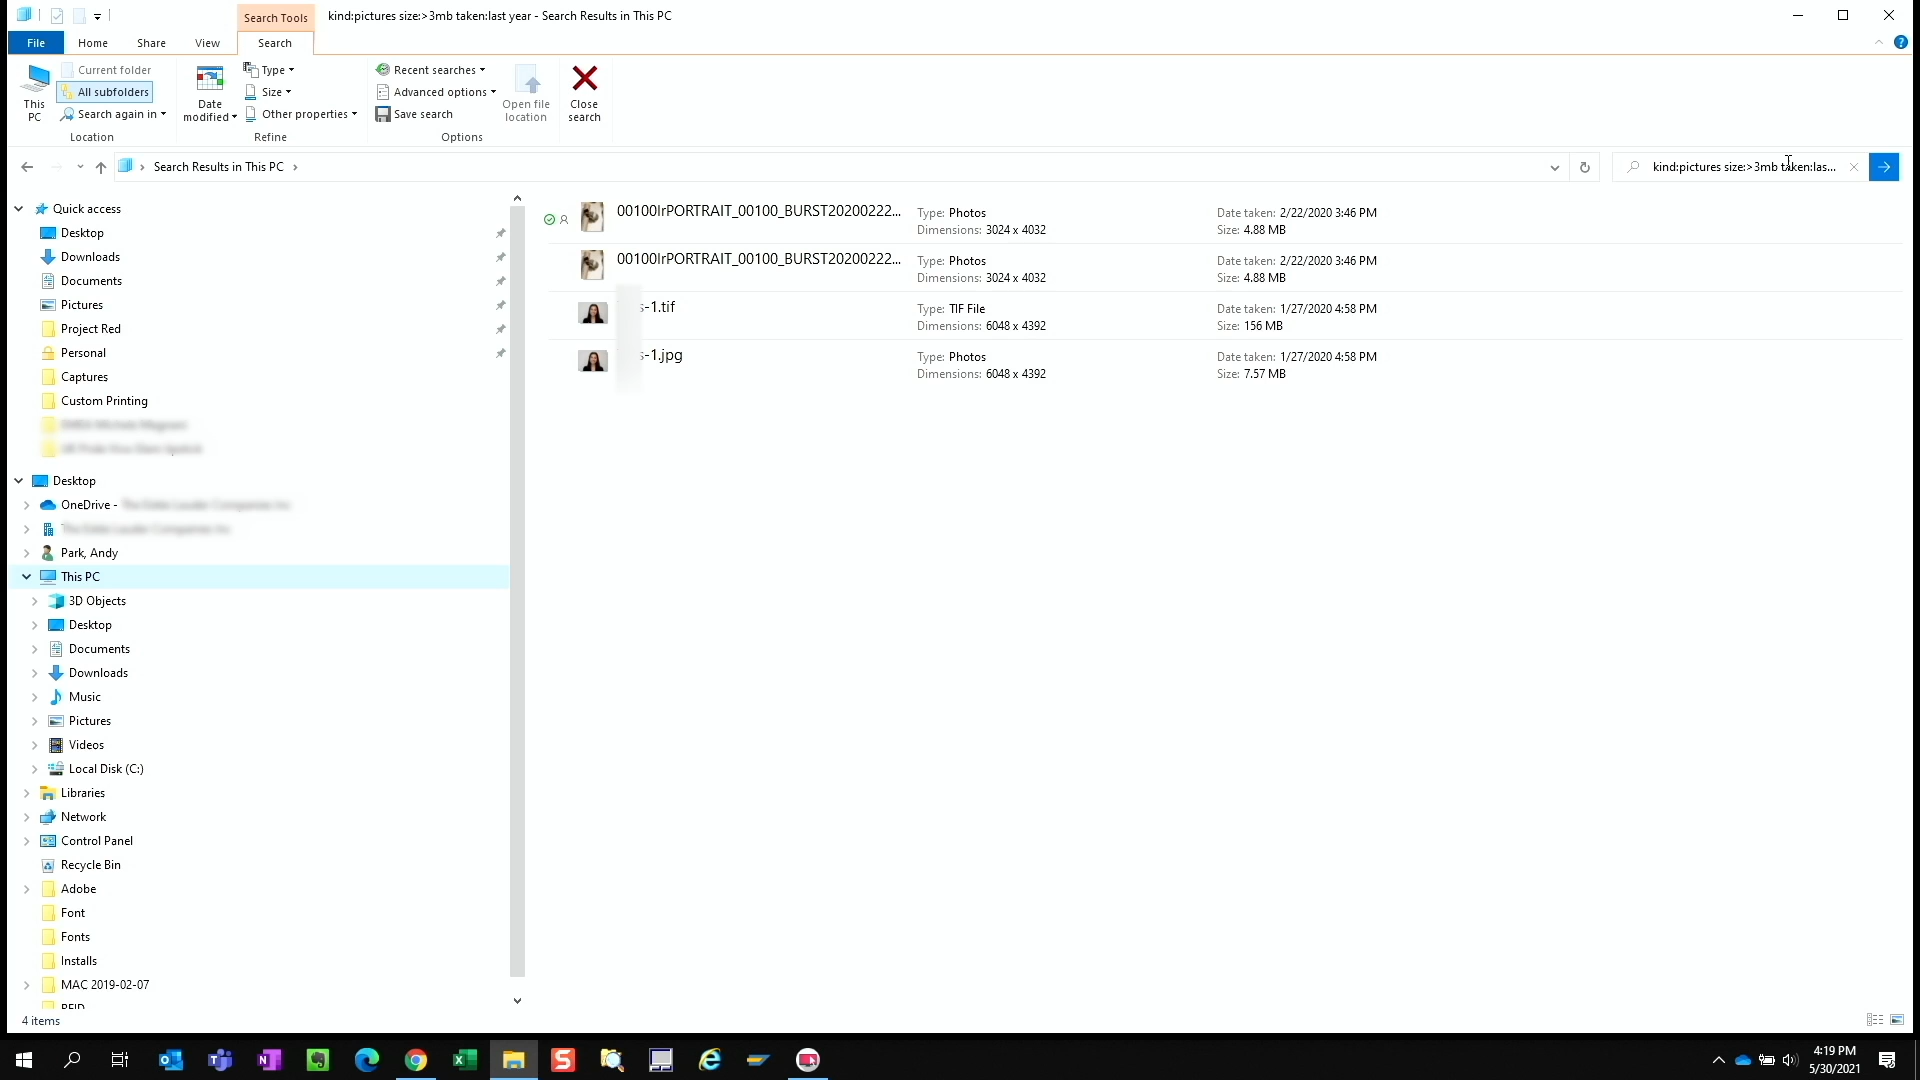 kind:pictures size:>3mb taken:last year - Search Results in This PC
Search Tools
File
Home
Share
View
Search
This PC
Current folder
All subfolders
Search again in
Location
Date modified
Type
Size
Other properties
Refine
Recent searches
Advanced options
Save search
Options
Open file location
Close search
Search Results in This PC
kind:pictures size:>3mb taken:las...
Quick access
Desktop
Downloads
Documents
Pictures
Project Red
Personal
Captures
Custom Printing
Desktop
OneDrive -
Park, Andy
This PC
3D Objects
Desktop
Documents
Downloads
Music
Pictures
Videos
Local Disk (C:)
Libraries
Network
Control Panel
Recycle Bin
Adobe
Font
Fonts
Installs
MAC 2019-02-07
00100lrPORTRAIT_00100_BURST20200222...
Type: Photos
Dimensions: 3024 x 4032
Date taken: 2/22/2020 3:46 PM
Size: 4.88 MB
00100lrPORTRAIT_00100_BURST20200222...
Type: Photos
Dimensions: 3024 x 4032
Date taken: 2/22/2020 3:46 PM
Size: 4.88 MB
s-1.tif
Type: TIF File
Dimensions: 6048 x 4392
Date taken: 1/27/2020 4:58 PM
Size: 156 MB
s-1.jpg
Type: Photos
Dimensions: 6048 x 4392
Date taken: 1/27/2020 4:58 PM
Size: 7.57 MB
4 items
4:19 PM
5/30/2021